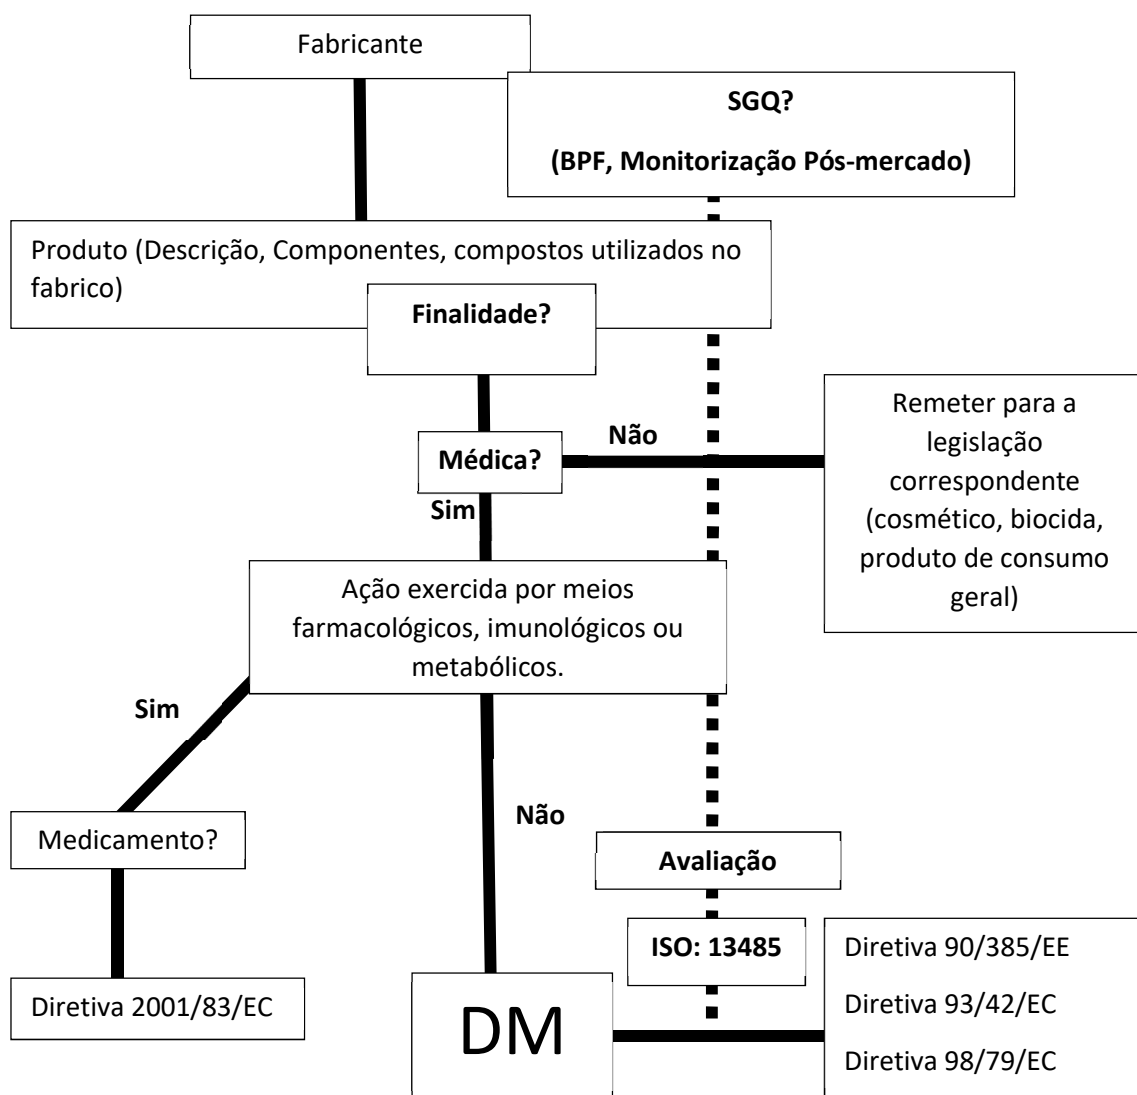 Fabricante
SGQ?
(BPF, Monitorização Pós-mercado)
Produto (Descrição, Componentes, compostos utilizados no
fabrico)
Finalidade?
Médica?
Não
Sim
Remeter para a
legislação
correspondente
(cosmético, biocida,
produto de consumo
geral)
Ação exercida por meios
farmacológicos, imunológicos ou
metabólicos.
Sim
Não
Medicamento?
Avaliação
ISO: 13485
Diretiva 2001/83/EC
DM
Diretiva 90/385/EE
Diretiva 93/42/EC
Diretiva 98/79/EC